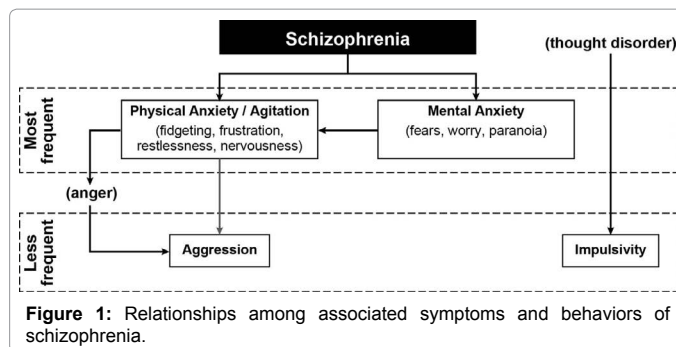 Schizophrenia
(thought disorder)
Most
frequent
Physical Anxiety / Agitation
(fidgeting, frustration,
restlessness, nervousness)
Mental Anxiety
(fears, worry, paranoia)
(anger)
Less
frequent
Aggression
Impulsivity
Figure 1: Relationships among associated symptoms and behaviors of
schizophrenia.